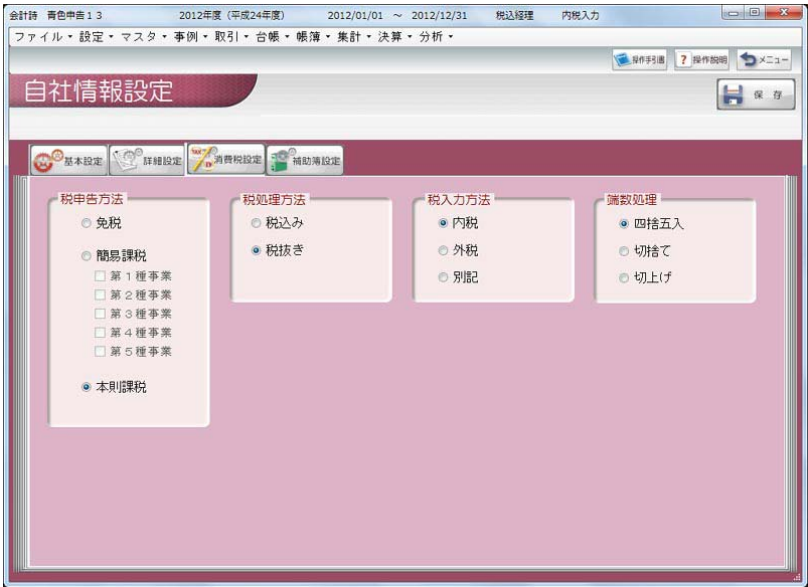 会計詩 青色申告13 2012年度（平成24年度） 2012/01/01 ～ 2012/12/31 税込経理 内税入力
ファイル・設定・マスタ・事例・取引・台帳・帳簿・集計・決算・分析・
操作手引書 操作説明 メニュー
自社情報設定 保存
基本設定 詳細設定 消費税設定 補助簿設定
税申告方法 税処理方法 税入力方法 端数処理
免税 税込み 内税 四捨五入
簡易課税 税抜き 外税 切捨て
第1種事業 別記 切上げ
第2種事業
第3種事業
第4種事業
第5種事業
本則課税